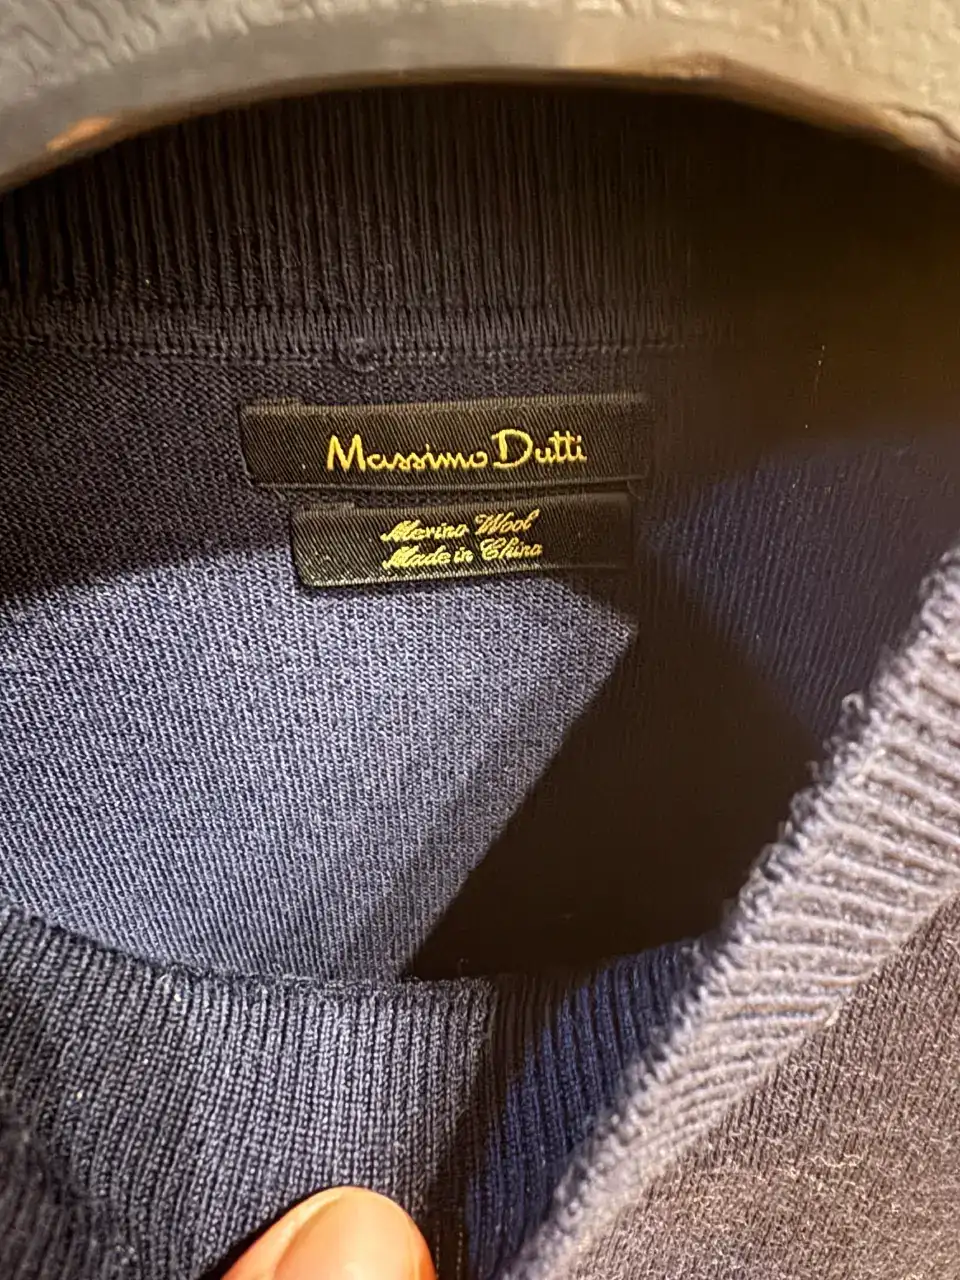 Massimo Dutti
Merino Wool
Made in China